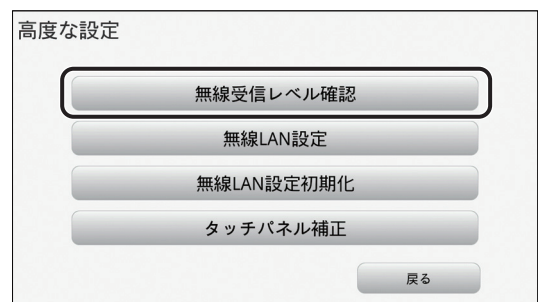 高度な設定
無線受信レベル確認
無線LAN設定
無線LAN設定初期化
タッチパネル補正
戻る